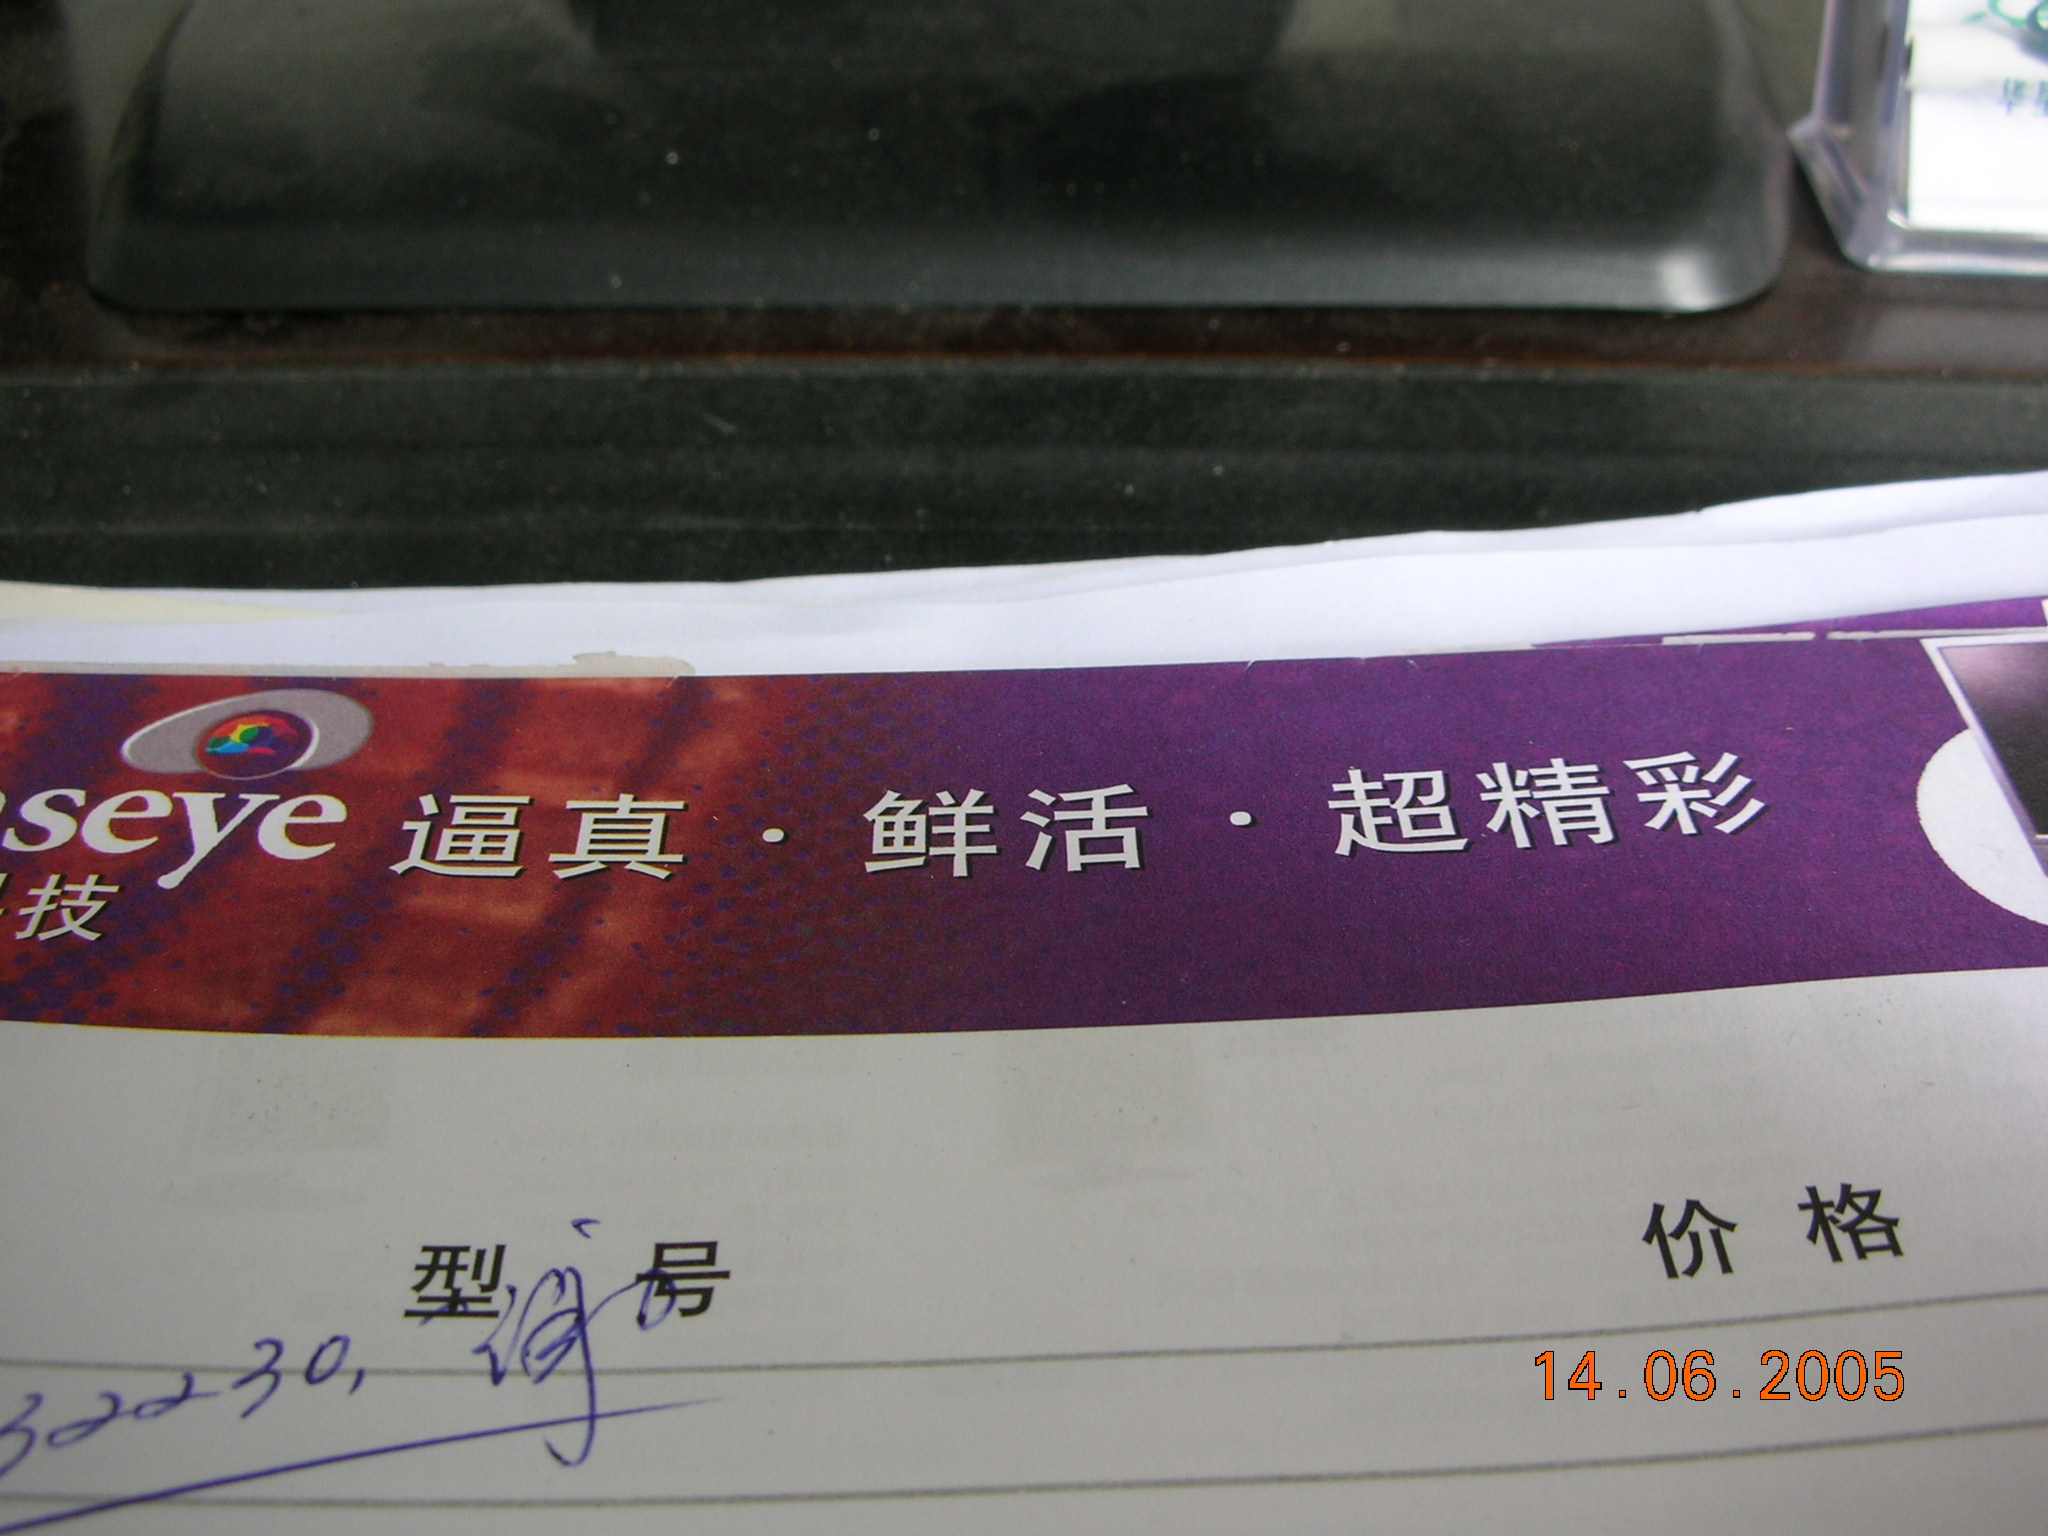 seye
逼真·鲜活·超精彩
技
型号
价格
32230,
14.06.2005